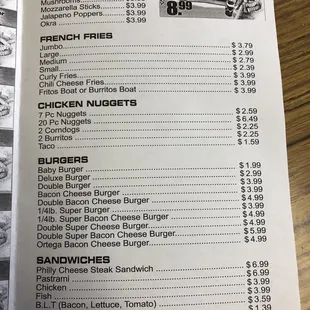 Mushrooms $3.99
Mozzarella Sticks $3.99
Jalapeno Poppers $3.99
Okra $3.99
8.99
FRENCH FRIES
Jumbo $3.79
Large $2.99
Medium $2.79
Small $2.39
Curly Fries $3.99
Chili Cheese Fries $3.99
Fritos Boat or Burritos Boat $3.99
CHICKEN NUGGETS
7 Pc Nuggets $2.59
20 Pc Nuggets $6.49
2 Corndogs $2.25
2 Burritos $2.25
Taco $1.59
BURGERS
Baby Burger $1.99
Deluxe Burger $2.99
Double Burger $3.99
Bacon Cheese Burger $3.99
Double Bacon Cheese Burger $4.99
1/4lb. Super Burger $3.99
1/4lb. Super Bacon Cheese Burger $4.99
Double Super Cheese Burger $4.99
Double Super Bacon Cheese Burger $5.99
Ortega Bacon Cheese Burger $4.99
SANDWICHES
Philly Cheese Steak Sandwich $6.99
Pastrami $6.99
Chicken $3.99
Fish $3.59
B.L.T (Bacon, Lettuce, Tomato) $1.39